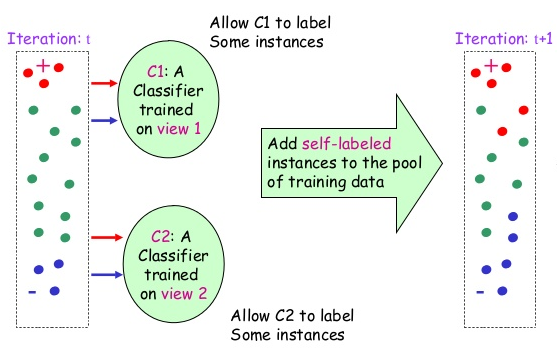 Allow C1 to label
Some instances
Iteration: t
Iteration: t+1
+
+
C1: A
Classifier
trained
on view 1
Add self-labeled
instances to the pool
of training data
C2: A
Classifier
trained
on view 2
-
-
Allow C2 to label
Some instances